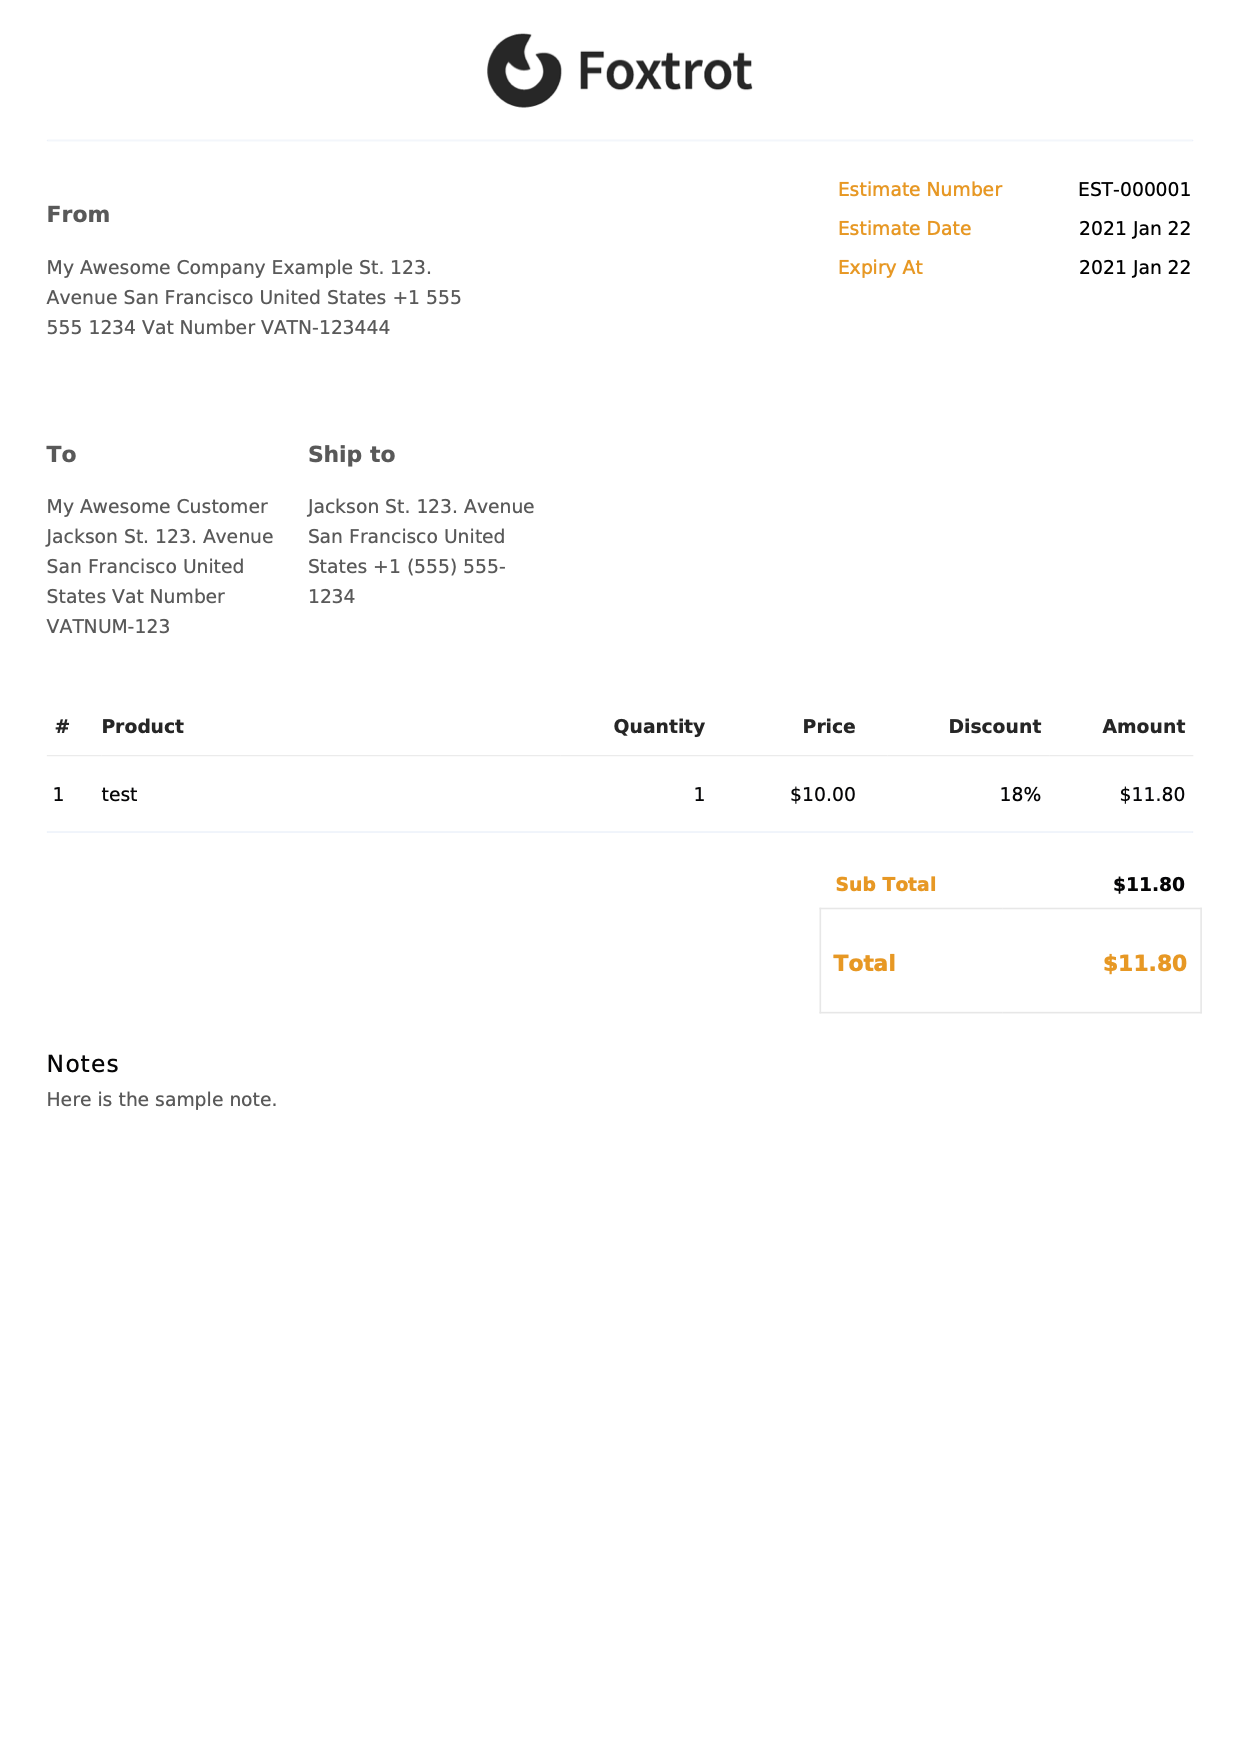 Foxtrot
Estimate Number EST-000001
Estimate Date 2021 Jan 22
Expiry At 2021 Jan 22
From
My Awesome Company Example St. 123.
Avenue San Francisco United States +1 555
555 1234 Vat Number VATN-123444
To
My Awesome Customer
Jackson St. 123. Avenue
San Francisco United
States Vat Number
VATNUM-123
Ship to
Jackson St. 123. Avenue
San Francisco United
States +1 (555) 555-
1234
# Product Quantity Price Discount Amount
1 test 1 $10.00 18% $11.80
Sub Total $11.80
Total $11.80
Notes
Here is the sample note.